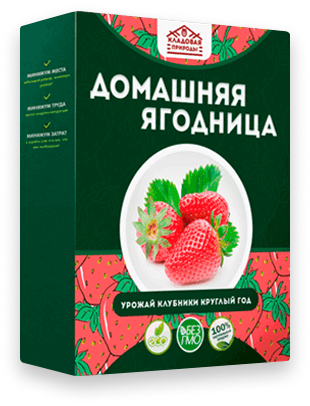 КЛАДОВАЯ
ПРИРОДЫ
ДОМАШНЯЯ
ЯГОДНИЦА
УРОЖАЙ КЛУБНИКИ КРУГЛЫЙ ГОД
eco
БЕЗ
ГМО
100%
МИНИМУМ МЕСТА
МИНИМУМ ТРУДА
МИНИМУМ ЗАТРАТ